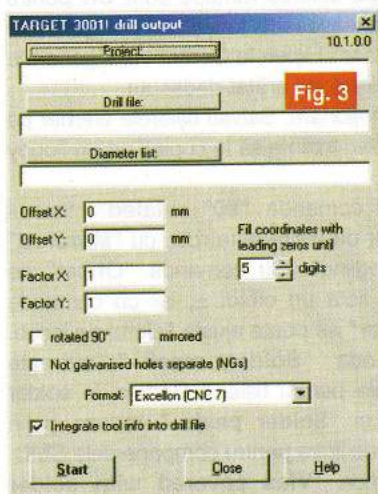 TARGET 3001! drill output
10.1.0.0
Project:
Fig. 3
Drill file:
Diameter list:
Offset X: 0 mm
Offset Y: 0 mm
Fill coordinates with
leading zeros until
5 digits
Factor X: 1
Factor Y: 1
rotated 90° mirrored
Not galvanised holes separate (NGs)
Format: Excellon (CNC 7)
Integrate tool info into drill file
Start Close Help